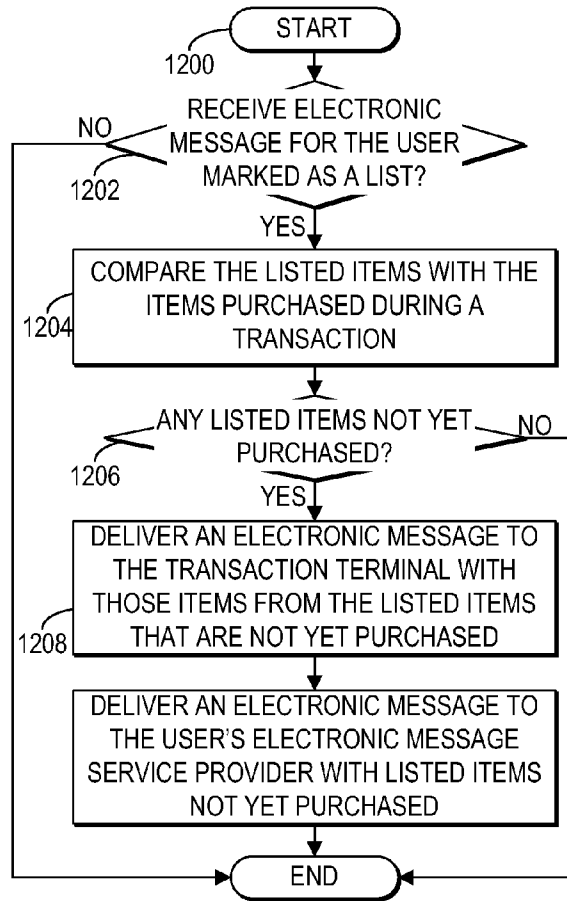 START
1200
RECEIVE ELECTRONIC
NO
MESSAGE FOR THE USER
MARKED AS A LIST?
1202
YES
COMPARE THE LISTED ITEMS WITH THE
ITEMS PURCHASED DURING A
TRANSACTION
1204
ANY LISTED ITEMS NOT YET
PURCHASED?
NO
1206
YES
DELIVER AN ELECTRONIC MESSAGE TO
THE TRANSACTION TERMINAL WITH
THOSE ITEMS FROM THE LISTED ITEMS
THAT ARE NOT YET PURCHASED
1208
DELIVER AN ELECTRONIC MESSAGE TO
THE USER'S ELECTRONIC MESSAGE
SERVICE PROVIDER WITH LISTED ITEMS
NOT YET PURCHASED
END